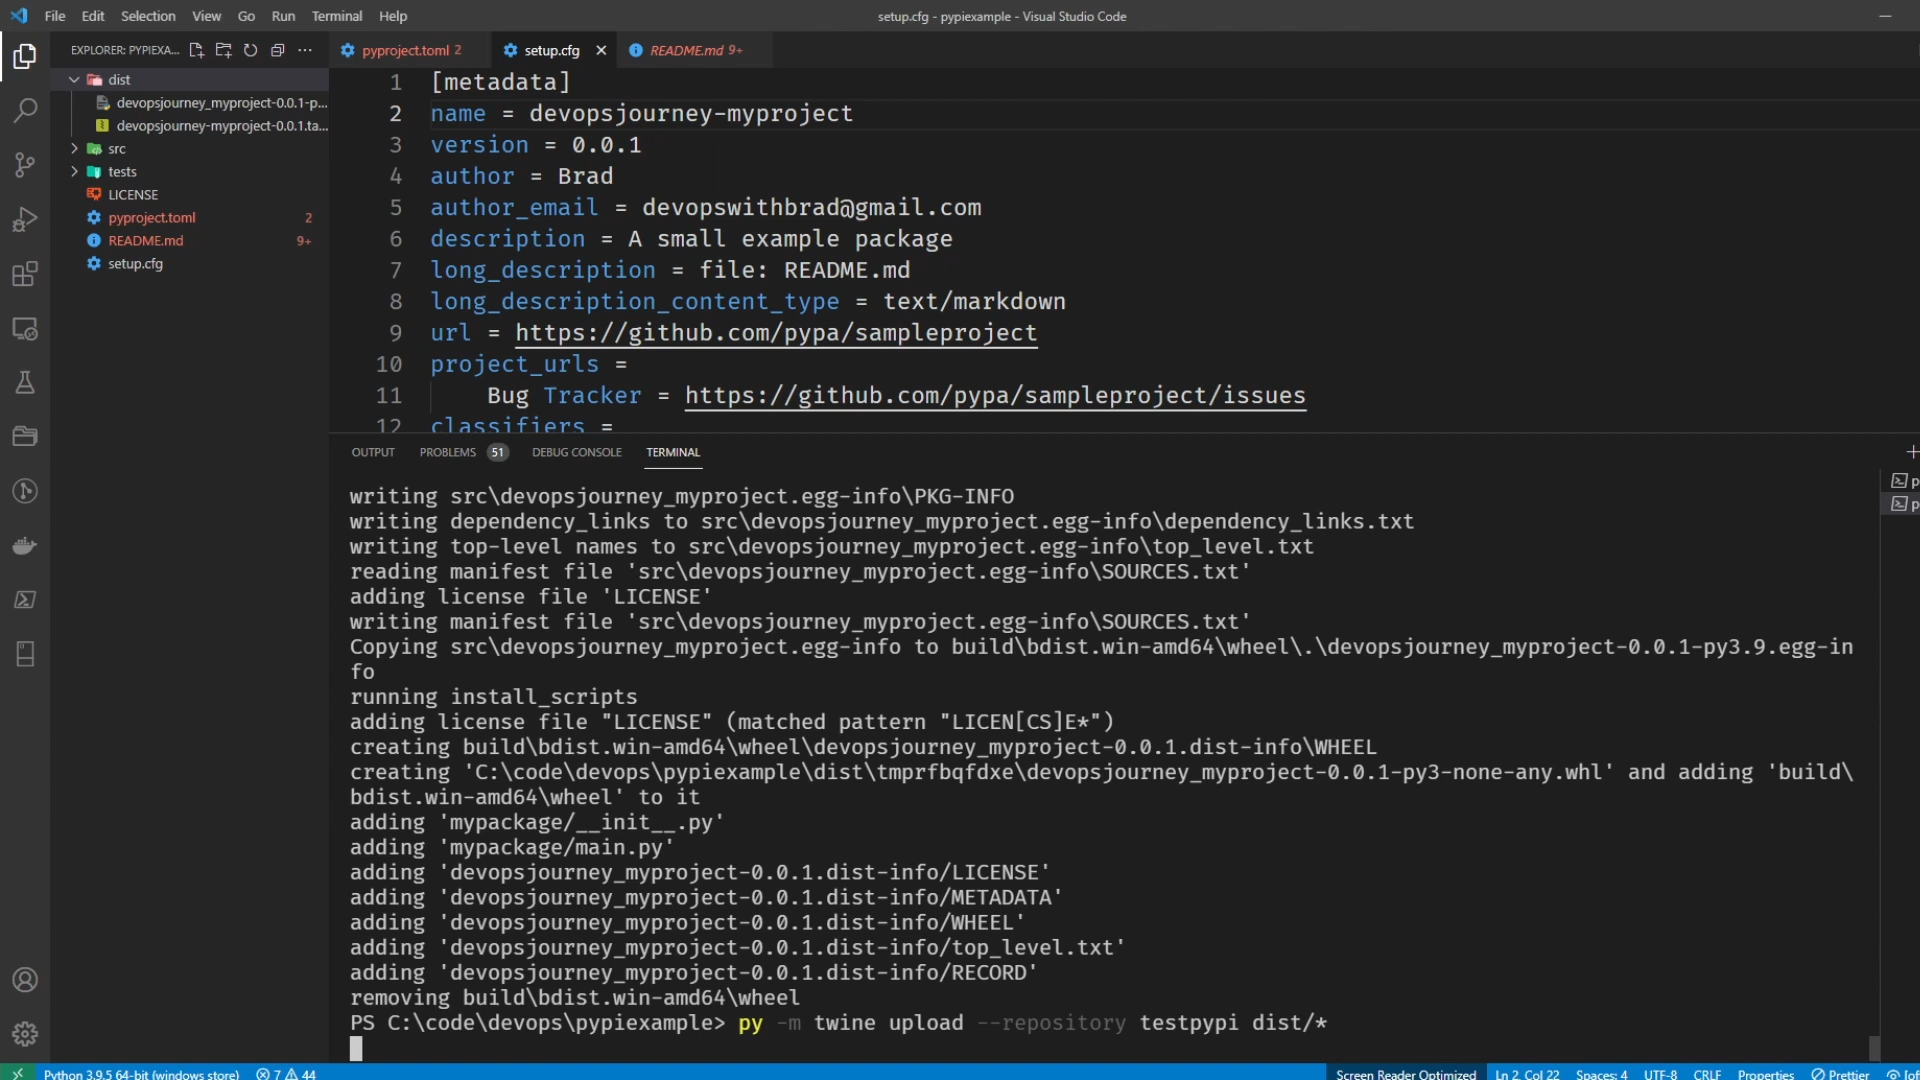 File Edit Selection View Go Run Terminal Help
setup.cfg - pypiexample - Visual Studio Code
EXPLORER: PYPIEXA...
pyproject.toml 2
setup.cfg
README.md 9+
dist
devopsjourney_myproject-0.0.1-p...
devopsjourney-myproject-0.0.1.ta...
src
tests
LICENSE
pyproject.toml 2
README.md 9+
setup.cfg
1 [metadata]
2 name = devopsjourney-myproject
3 version = 0.0.1
4 author = Brad
5 author_email = devopswithbrad@gmail.com
6 description = A small example package
7 long_description = file: README.md
8 long_description_content_type = text/markdown
9 url = https://github.com/pypa/sampleproject
10 project_urls =
11 Bug Tracker = https://github.com/pypa/sampleproject/issues
12 classifiers =
OUTPUT PROBLEMS 51 DEBUG CONSOLE TERMINAL
writing src\devopsjourney_myproject.egg-info\PKG-INFO
writing dependency_links to src\devopsjourney_myproject.egg-info\dependency_links.txt
writing top-level names to src\devopsjourney_myproject.egg-info\top_level.txt
reading manifest file 'src\devopsjourney_myproject.egg-info\SOURCES.txt'
adding license file 'LICENSE'
writing manifest file 'src\devopsjourney_myproject.egg-info\SOURCES.txt'
Copying src\devopsjourney_myproject.egg-info to build\bdist.win-amd64\wheel\.\devopsjourney_myproject-0.0.1-py3.9.egg-in
fo
running install_scripts
adding license file "LICENSE" (matched pattern "LICEN[CS]E*")
creating build\bdist.win-amd64\wheel\devopsjourney_myproject-0.0.1.dist-info\WHEEL
creating 'C:\code\devops\pypiexample\dist\tmprfbqfdxe\devopsjourney_myproject-0.0.1-py3-none-any.whl' and adding 'build\
bdist.win-amd64\wheel' to it
adding 'mypackage/__init__.py'
adding 'mypackage/main.py'
adding 'devopsjourney_myproject-0.0.1.dist-info/LICENSE'
adding 'devopsjourney_myproject-0.0.1.dist-info/METADATA'
adding 'devopsjourney_myproject-0.0.1.dist-info/WHEEL'
adding 'devopsjourney_myproject-0.0.1.dist-info/top_level.txt'
adding 'devopsjourney_myproject-0.0.1.dist-info/RECORD'
removing build\bdist.win-amd64\wheel
PS C:\code\devops\pypiexample> py -m twine upload --repository testpypi dist/*
Python 3.9.5 64-bit (windows store) 7 44
Screen Reader Optimized Ln 2, Col 22 Spaces: 4 UTF-8 CRLF Properties Prettier